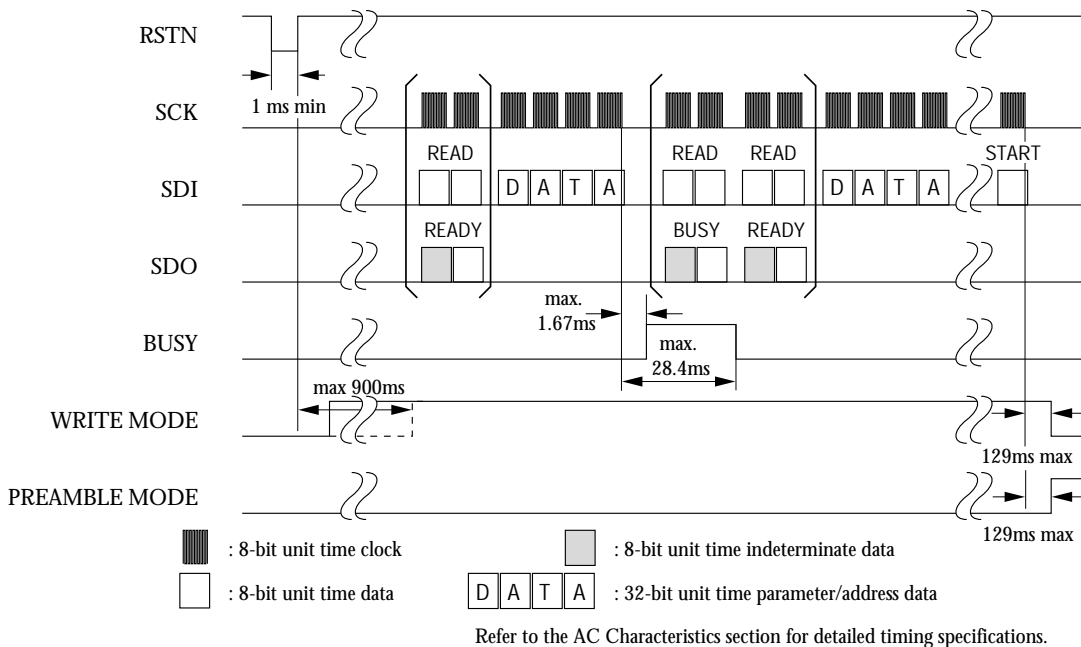 RSTN
1 ms min
SCK
READ READ READ START
SDI
D A T A D A T A
READY BUSY READY
SDO
max.
1.67ms
BUSY
max.
28.4ms
max 900ms
WRITE MODE
129ms max
PREAMBLE MODE
129ms max
: 8-bit unit time clock
: 8-bit unit time indeterminate data
: 8-bit unit time data
D A T A : 32-bit unit time parameter/address data
Refer to the AC Characteristics section for detailed timing specifications.